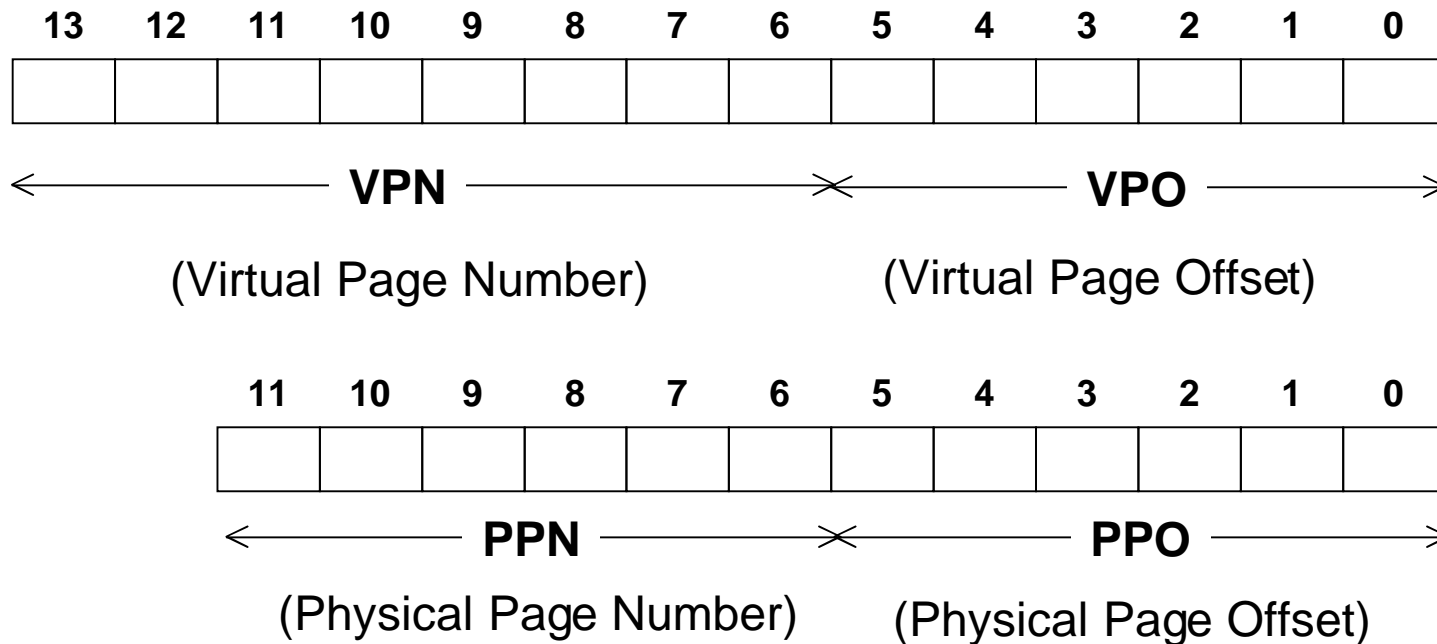 13 12 11 10 9 8 7 6 5 4 3 2 1 0
VPN VPO
(Virtual Page Number) (Virtual Page Offset)
11 10 9 8 7 6 5 4 3 2 1 0
PPN PPO
(Physical Page Number) (Physical Page Offset)